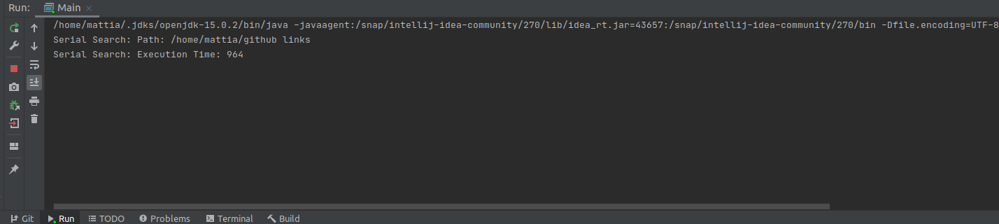 Run: Main
/home/mattia/.jdks/openjdk-15.0.2/bin/java -javaagent:/snap/intellij-idea-community/270/lib/idea_rt.jar=43657:/snap/intellij-idea-community/270/bin -Dfile.encoding=UTF-8
Serial Search: Path: /home/mattia/github links
Serial Search: Execution Time: 964
Git Run TODO Problems Terminal Build